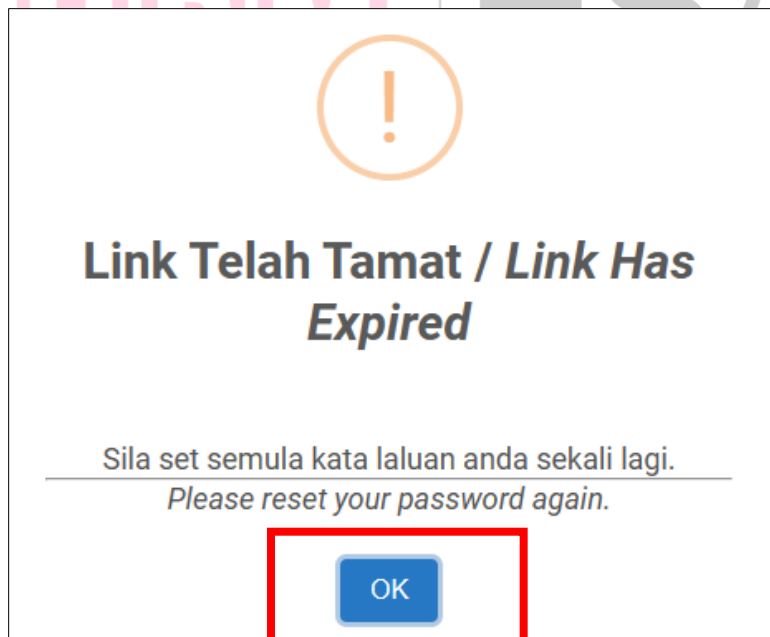 Link Telah Tamat / Link Has
Expired
Sila set semula kata laluan anda sekali lagi.
Please reset your password again.
OK